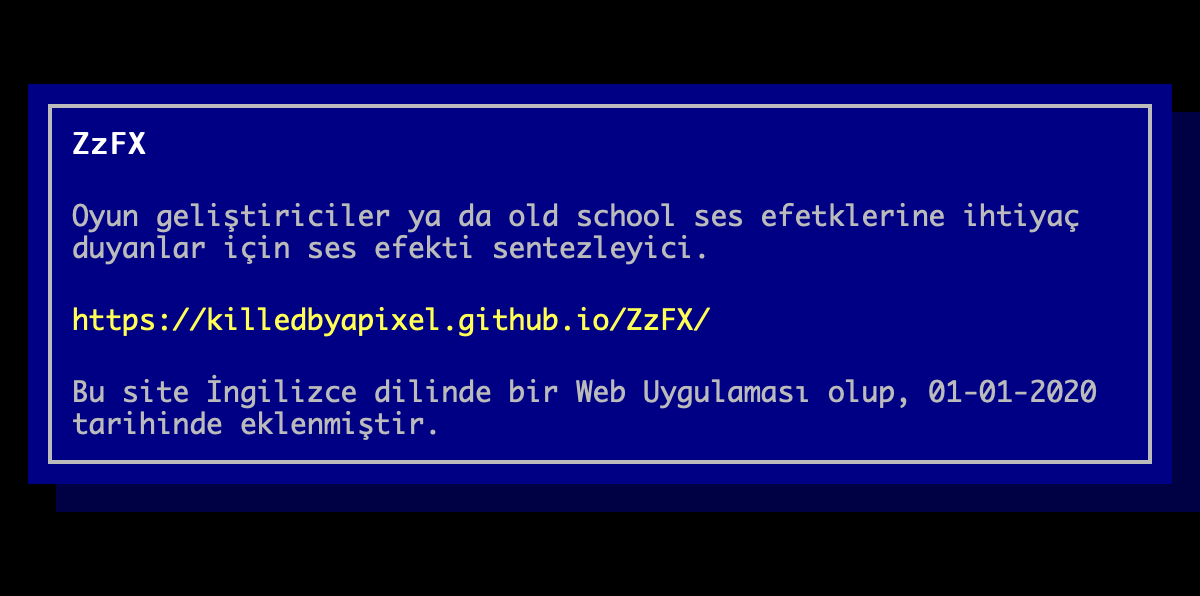 ZzFX
Oyun geliştiriciler ya da old school ses efetklerine ihtiyaç
duyanlar için ses efekti sentezleyici.
https://killedbyapixel.github.io/ZzFX/
Bu site İngilizce dilinde bir Web Uygulaması olup, 01-01-2020
tarihinde eklenmiştir.